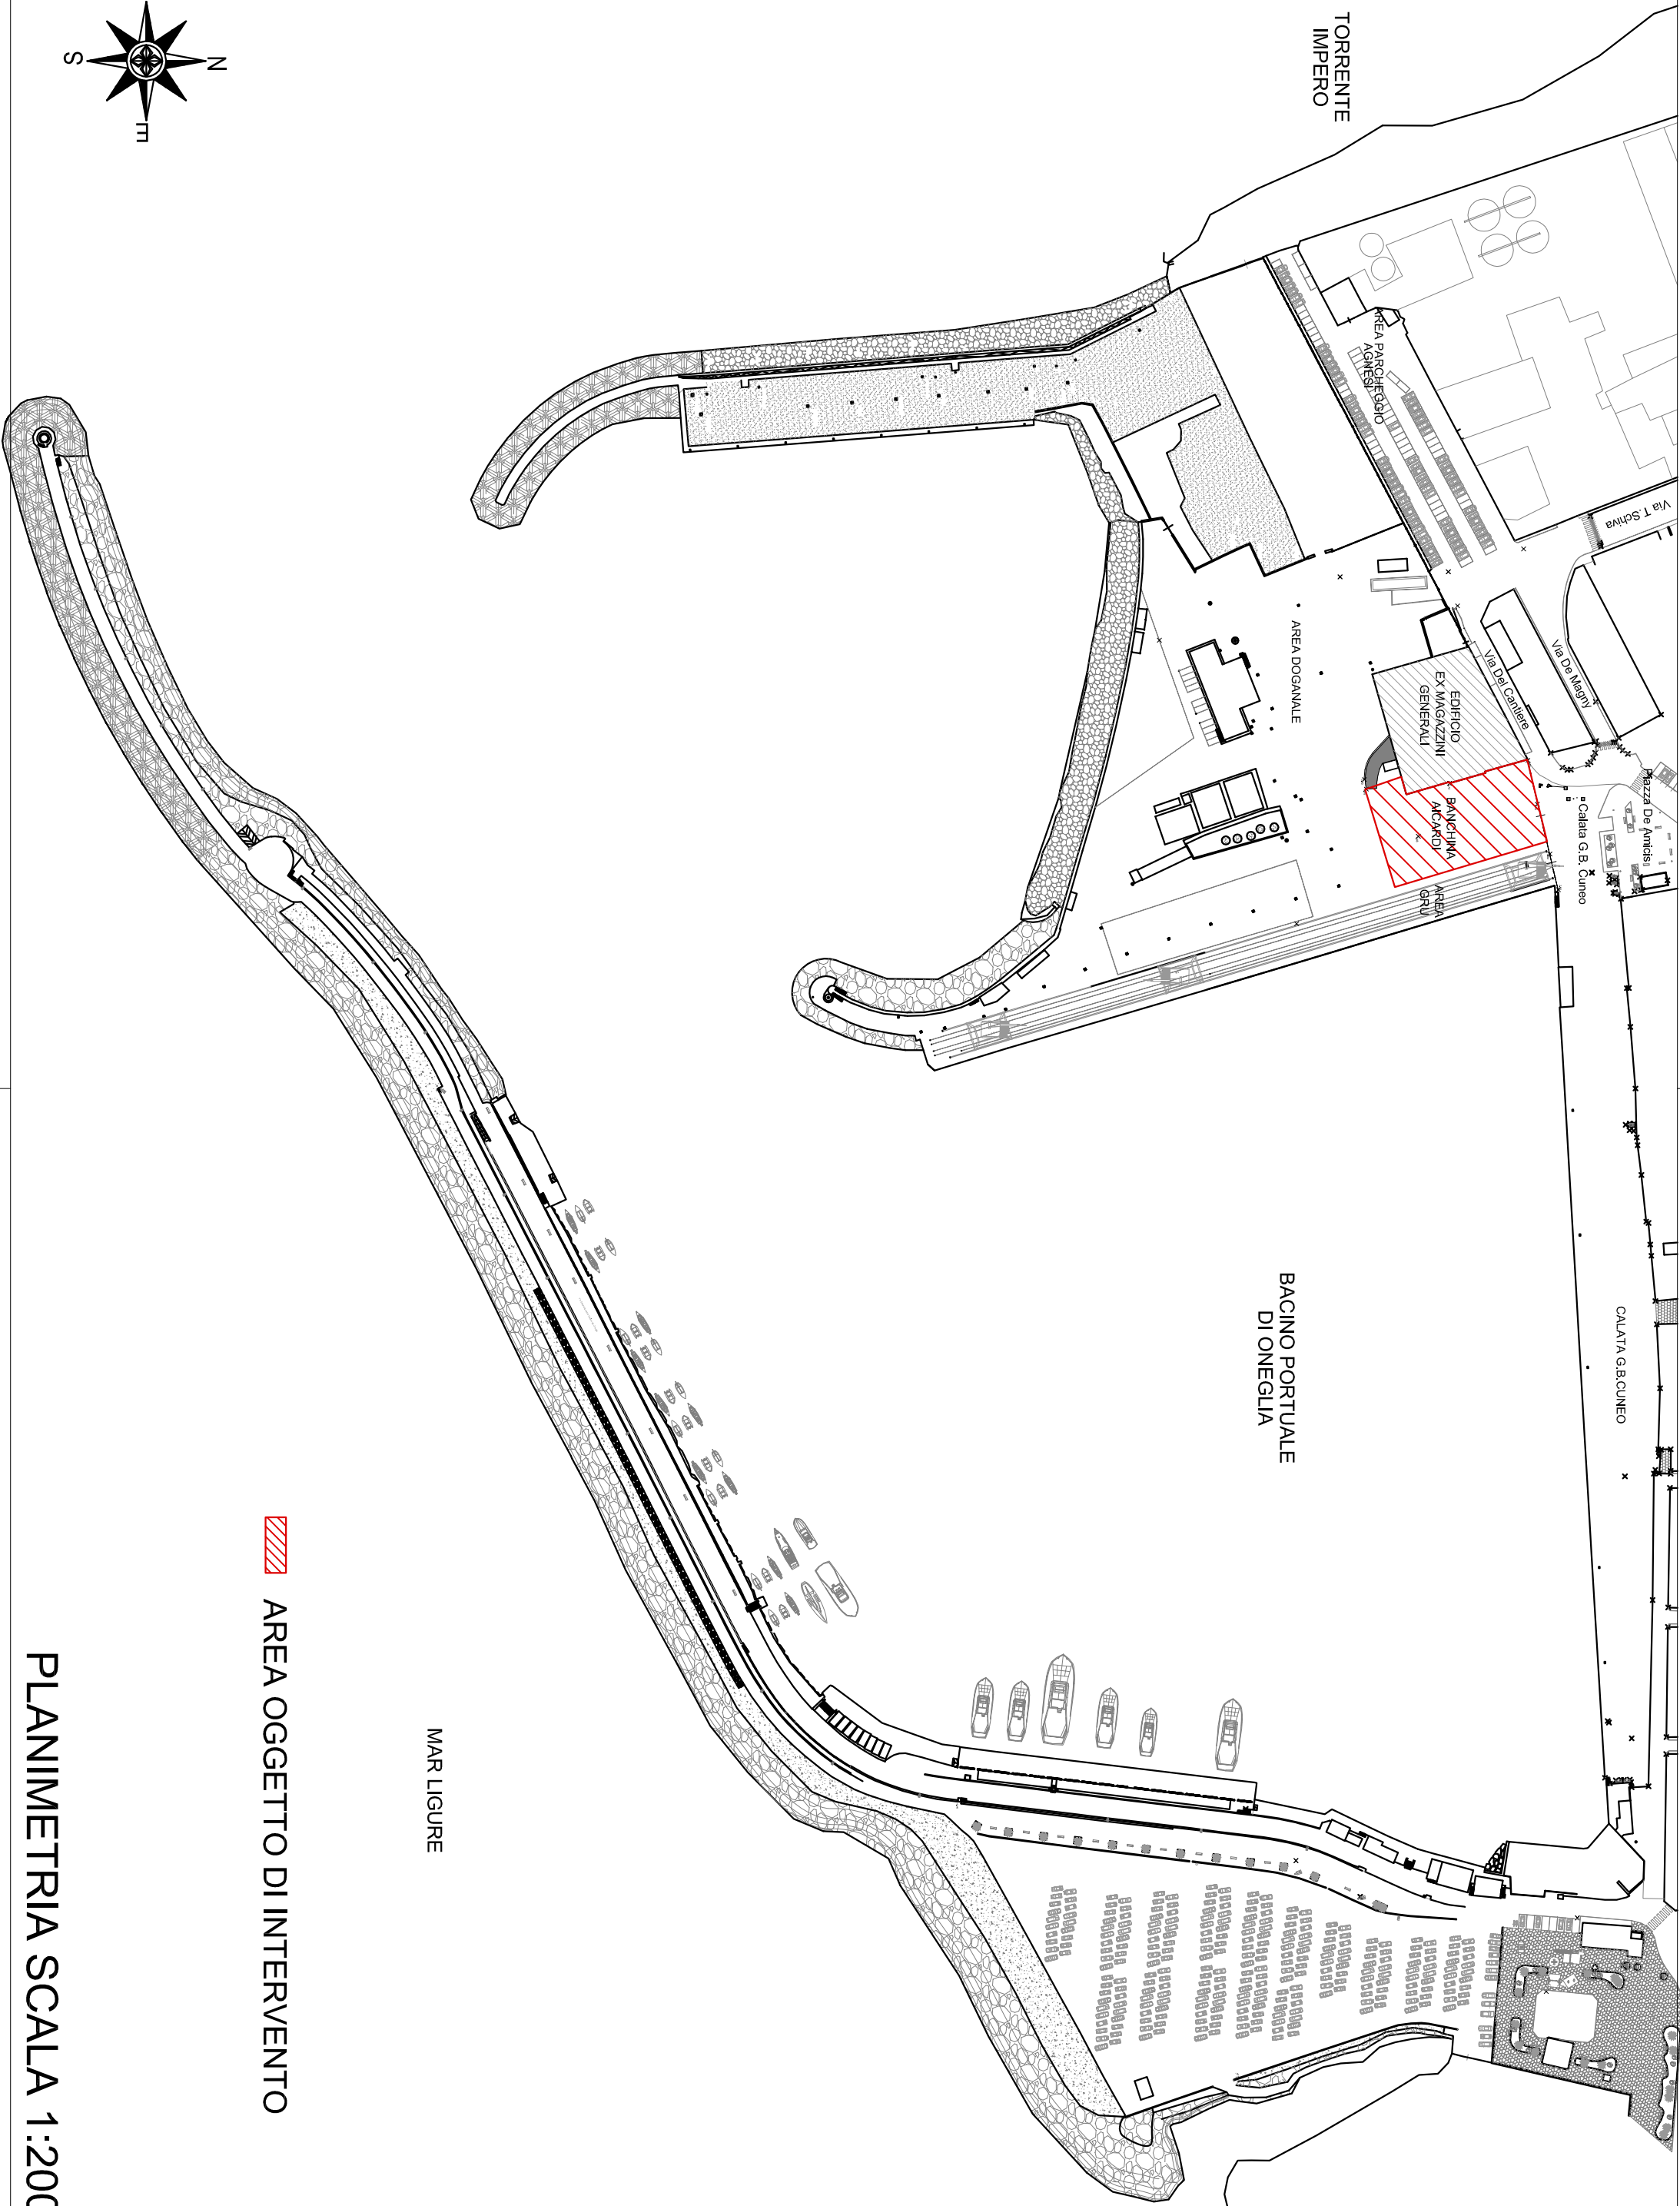 N
S
E
TORRENTE
IMPERO
AREA PARCHEGGIO
AGNESI
Via T. Schiva
Via De Magny
Via Del Cantiere
Piazza De Amicis
Calata G.B. Cuneo
EDIFICIO
EX MAGAZZINI
GENERALI
BANCHINA
AICARDI
AREA
GRU
AREA DOGANALE
CALATA G.B.CUNEO
BACINO PORTUALE
DI ONEGLIA
MAR LIGURE
AREA OGGETTO DI INTERVENTO
PLANIMETRIA SCALA 1:200